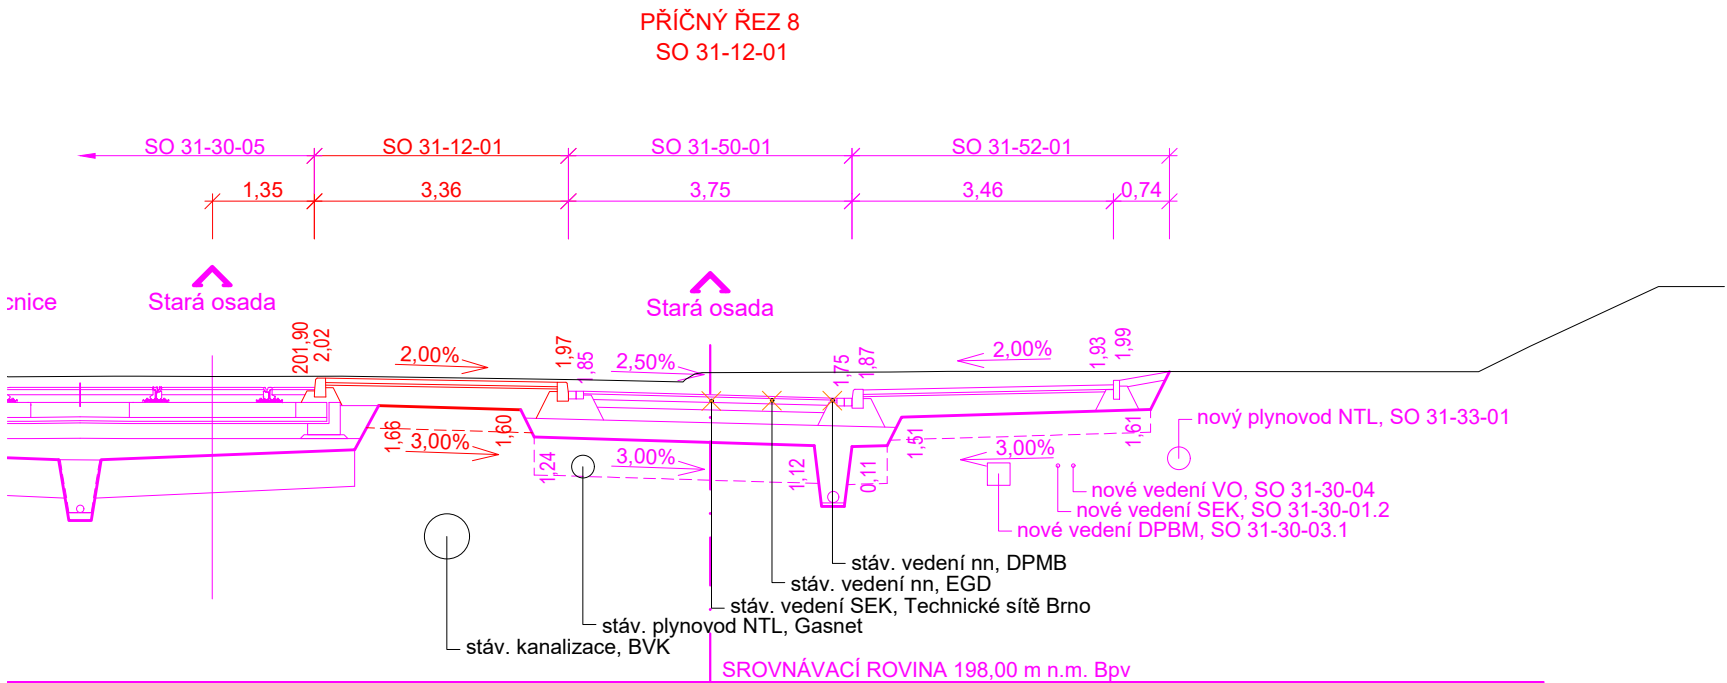 PŘÍČNÝ ŘEZ 8
SO 31-12-01
SO 31-30-05
SO 31-12-01
SO 31-50-01
SO 31-52-01
1,35
3,36
3,75
3,46
0,74
cnice
Stará osada
Stará osada
201,90
2,02
2,00%
1,97
1,85
2,50%
1,75
1,87
2,00%
1,93
1,99
1,66
3,00%
1,60
1,24
3,00%
1,12
0,11
1,51
3,00%
1,61
nový plynovod NTL, SO 31-33-01
nové vedení VO, SO 31-30-04
nové vedení SEK, SO 31-30-01.2
nové vedení DPBM, SO 31-30-03.1
stáv. vedení nn, DPMB
stáv. vedení nn, EGD
stáv. vedení SEK, Technické sítě Brno
stáv. plynovod NTL, Gasnet
stáv. kanalizace, BVK
SROVNÁVACÍ ROVINA 198,00 m n.m. Bpv